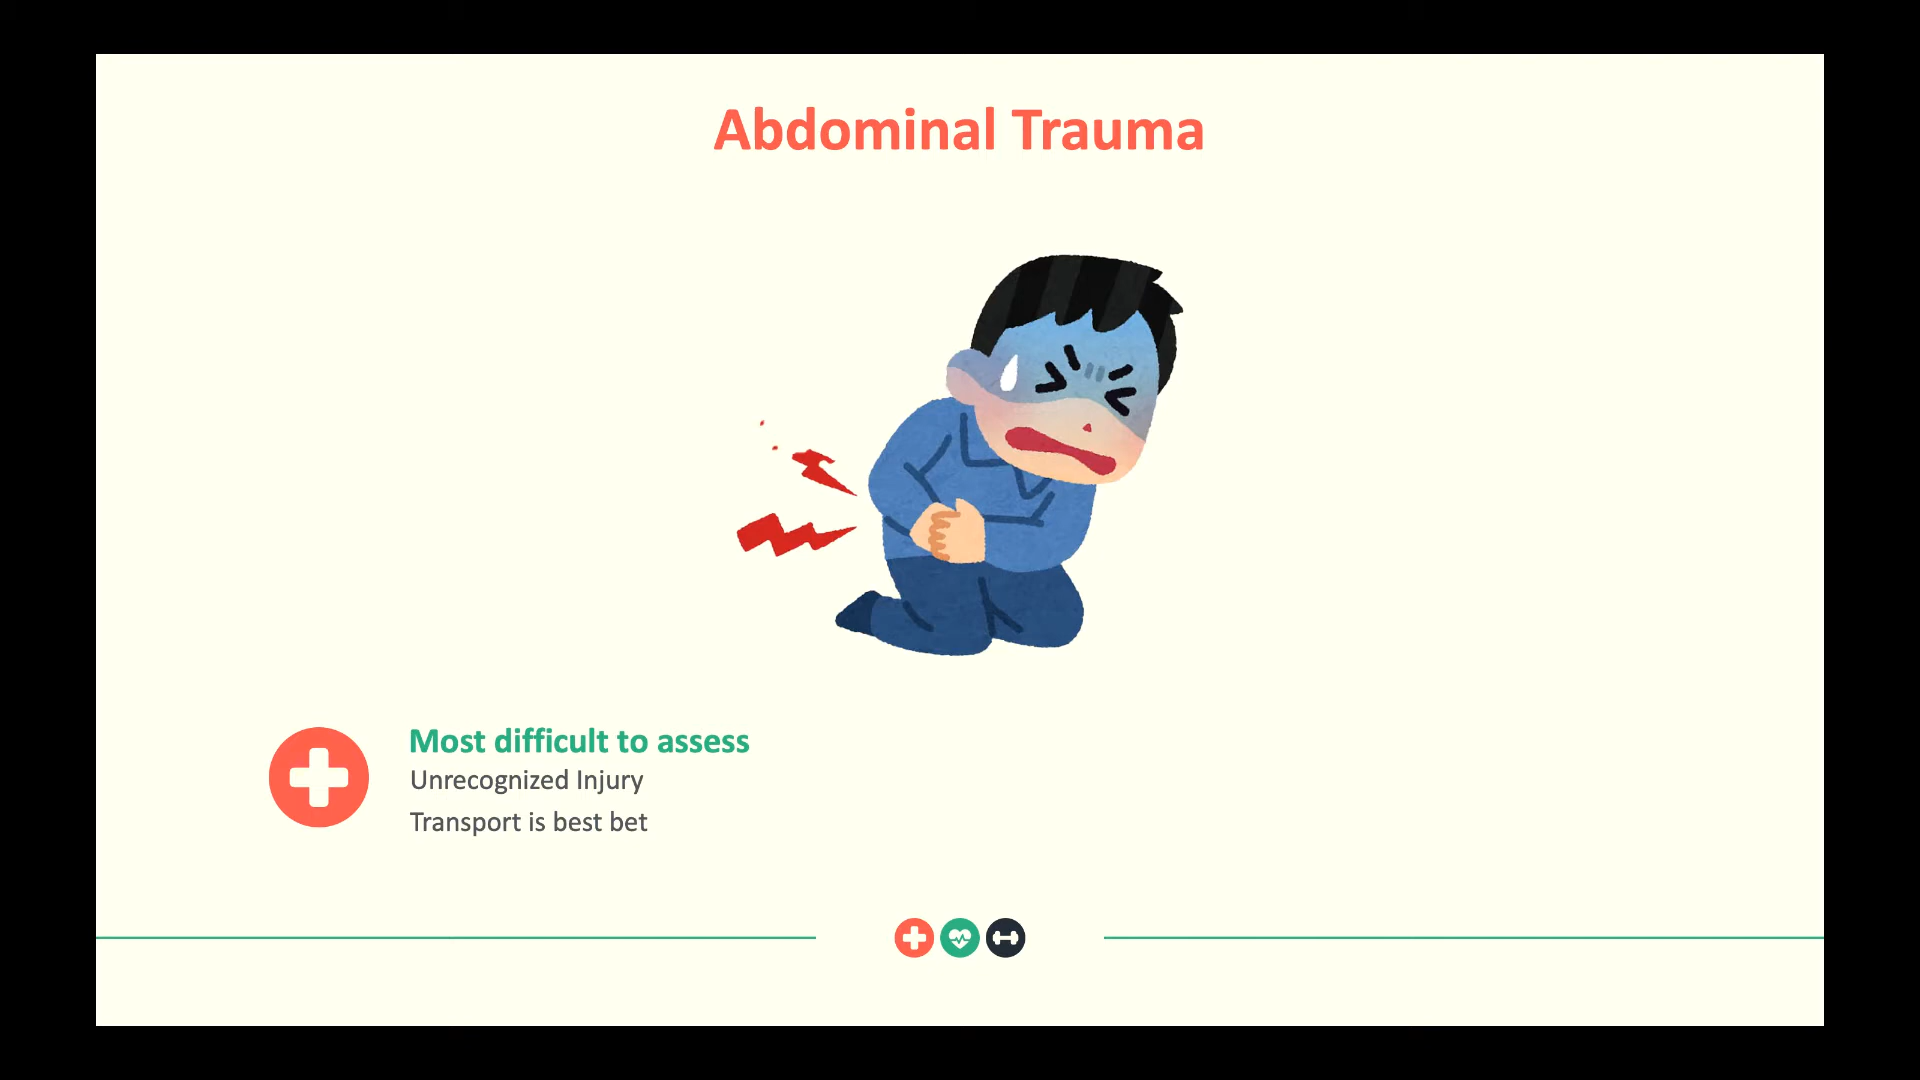 Abdominal Trauma
Most difficult to assess
Unrecognized Injury
Transport is best bet